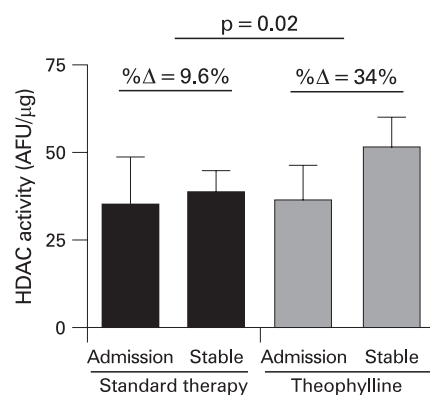 p = 0.02
%Δ = 9.6%
%Δ = 34%
75
50
25
0
HDAC activity (AFU/µg)
Admission Stable Admission Stable
Standard therapy Theophylline